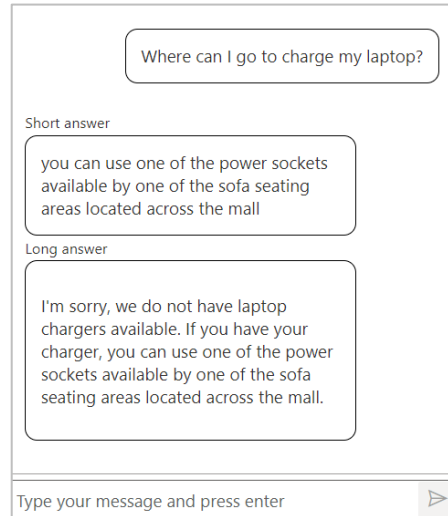 Where can I go to charge my laptop?
Short answer
you can use one of the power sockets
available by one of the sofa seating
areas located across the mall
Long answer
I'm sorry, we do not have laptop
chargers available. If you have your
charger, you can use one of the power
sockets available by one of the sofa
seating areas located across the mall.
Type your message and press enter